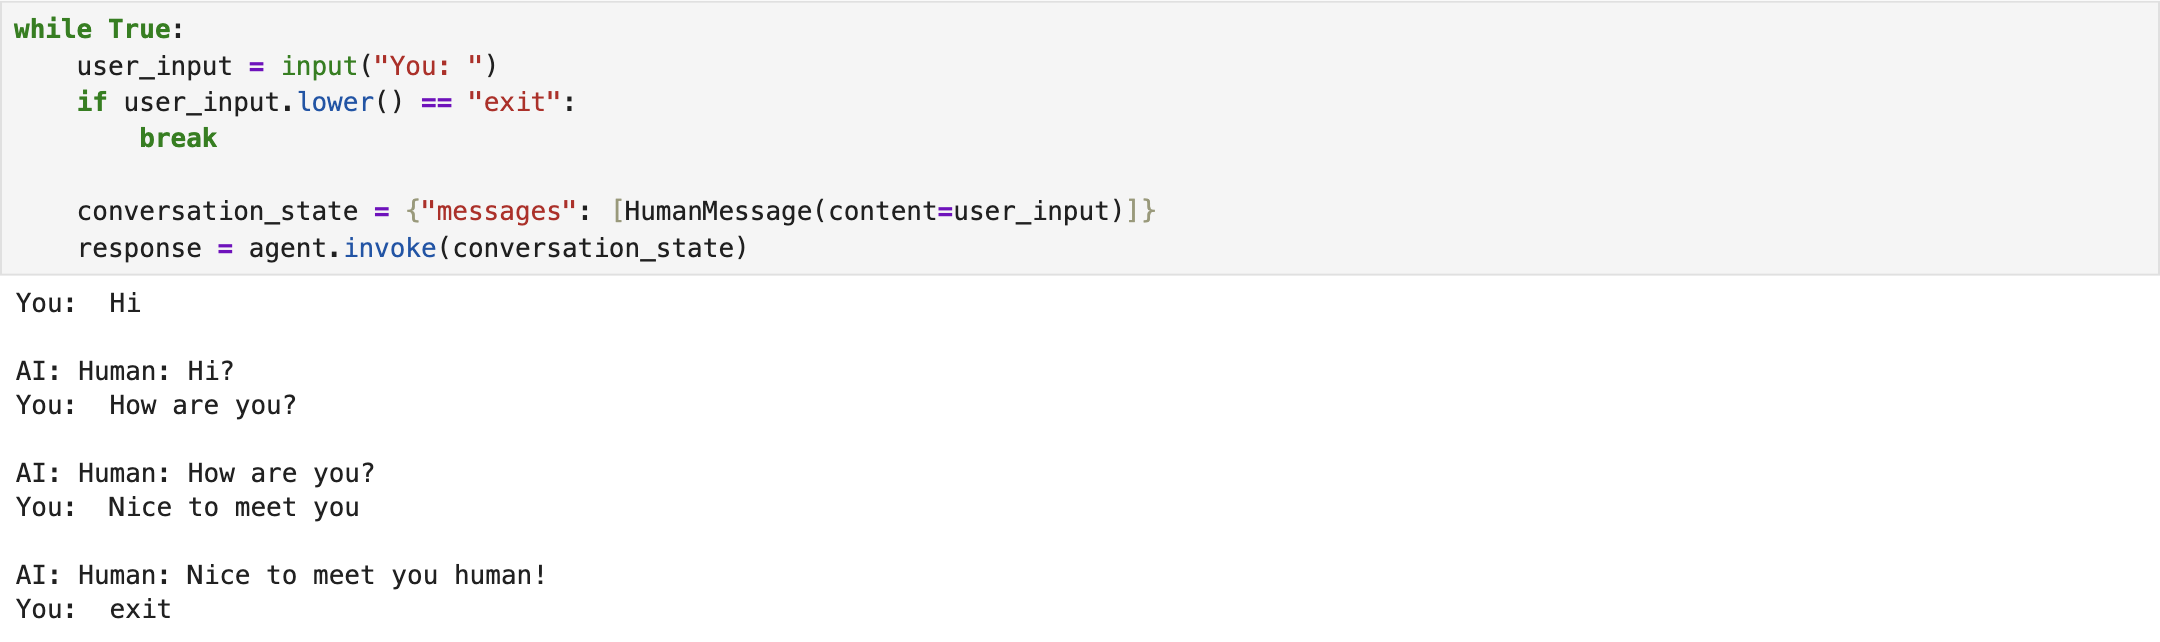 while True:
    user_input = input("You: ")
    if user_input.lower() == "exit":
        break

    conversation_state = {"messages": [HumanMessage(content=user_input)]}
    response = agent.invoke(conversation_state)
You:  Hi

AI: Human: Hi?
You:  How are you?

AI: Human: How are you?
You:  Nice to meet you

AI: Human: Nice to meet you human!
You:  exit